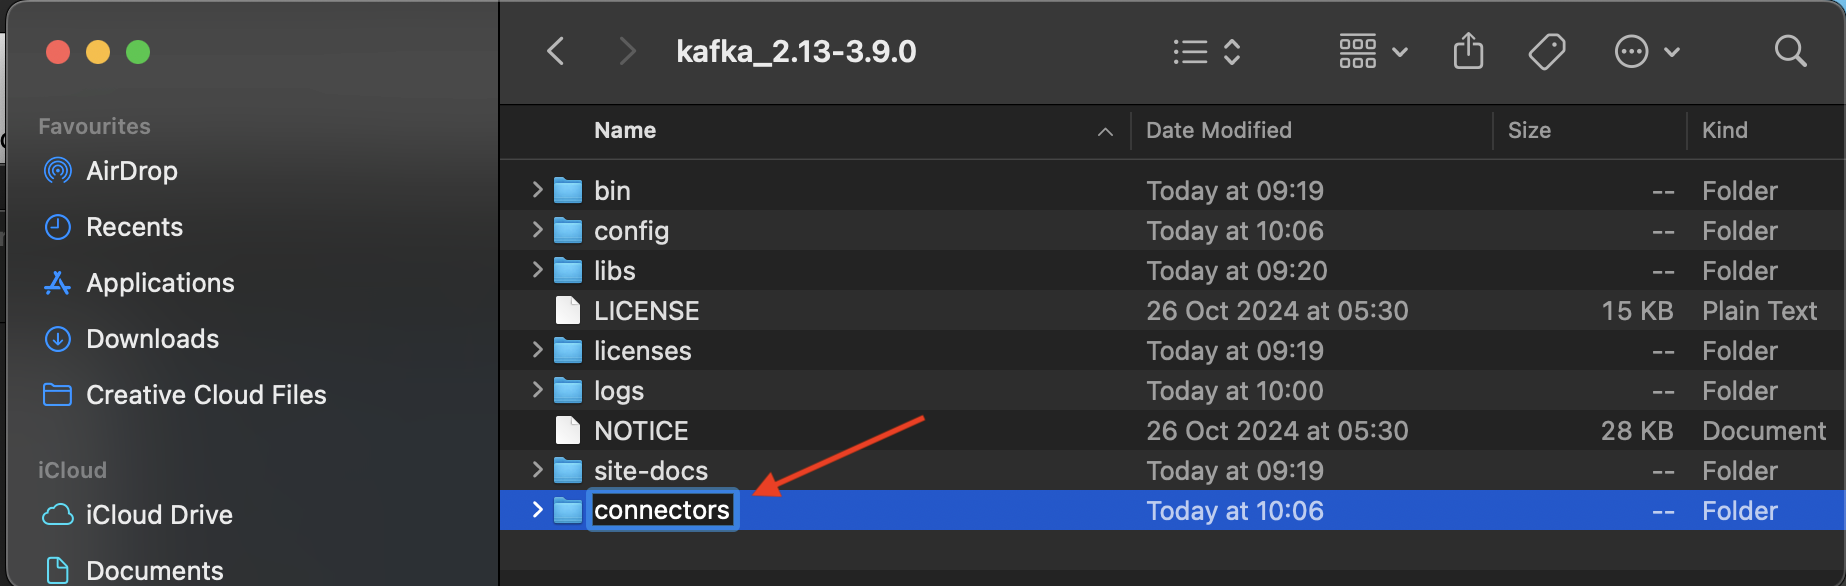 kafka_2.13-3.9.0
Favourites
AirDrop
Recents
Applications
Downloads
Creative Cloud Files
iCloud
iCloud Drive
Documents
Name Date Modified Size Kind
bin Today at 09:19 -- Folder
config Today at 10:06 -- Folder
libs Today at 09:20 -- Folder
LICENSE 26 Oct 2024 at 05:30 15 KB Plain Text
licenses Today at 09:19 -- Folder
logs Today at 10:00 -- Folder
NOTICE 26 Oct 2024 at 05:30 28 KB Document
site-docs Today at 09:19 -- Folder
connectors Today at 10:06 -- Folder